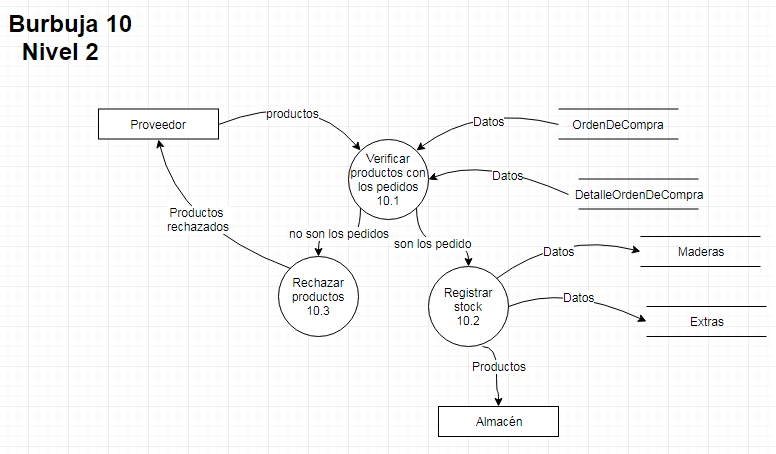 Burbuja 10
Nivel 2
Proveedor
productos
Datos
OrdenDeCompra
Verificar
productos con
los pedidos
10.1
Datos
DetalleOrdenDeCompra
Productos
rechazados
no son los pedidos
son los pedido
Datos
Maderas
Rechazar
productos
10.3
Registrar
stock
10.2
Datos
Extras
Productos
Almacén